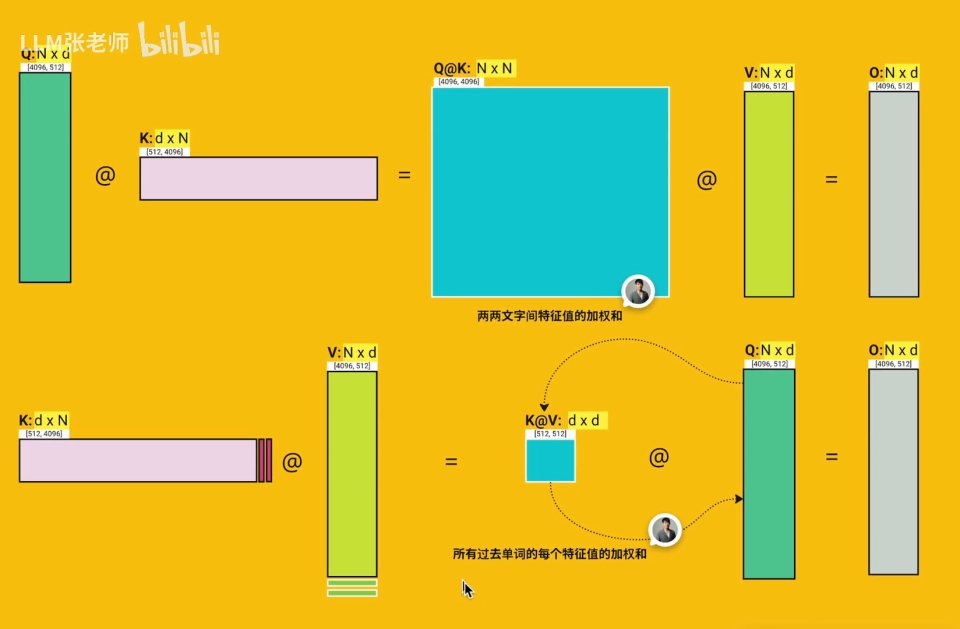 LLM张老师 bilibili
Q:N x d
[4096, 512]
@
K:d x N
[512, 4096]
=
Q@K: N x N
[4096, 4096]
两两文字间特征值的加权和
@
V:N x d
[4096, 512]
=
O:N x d
[4096, 512]
K:d x N
[512, 4096]
@
V:N x d
[4096, 512]
=
K@V: d x d
[512, 512]
所有过去单词的每个特征值的加权和
@
Q:N x d
[4096, 512]
=
O:N x d
[4096, 512]